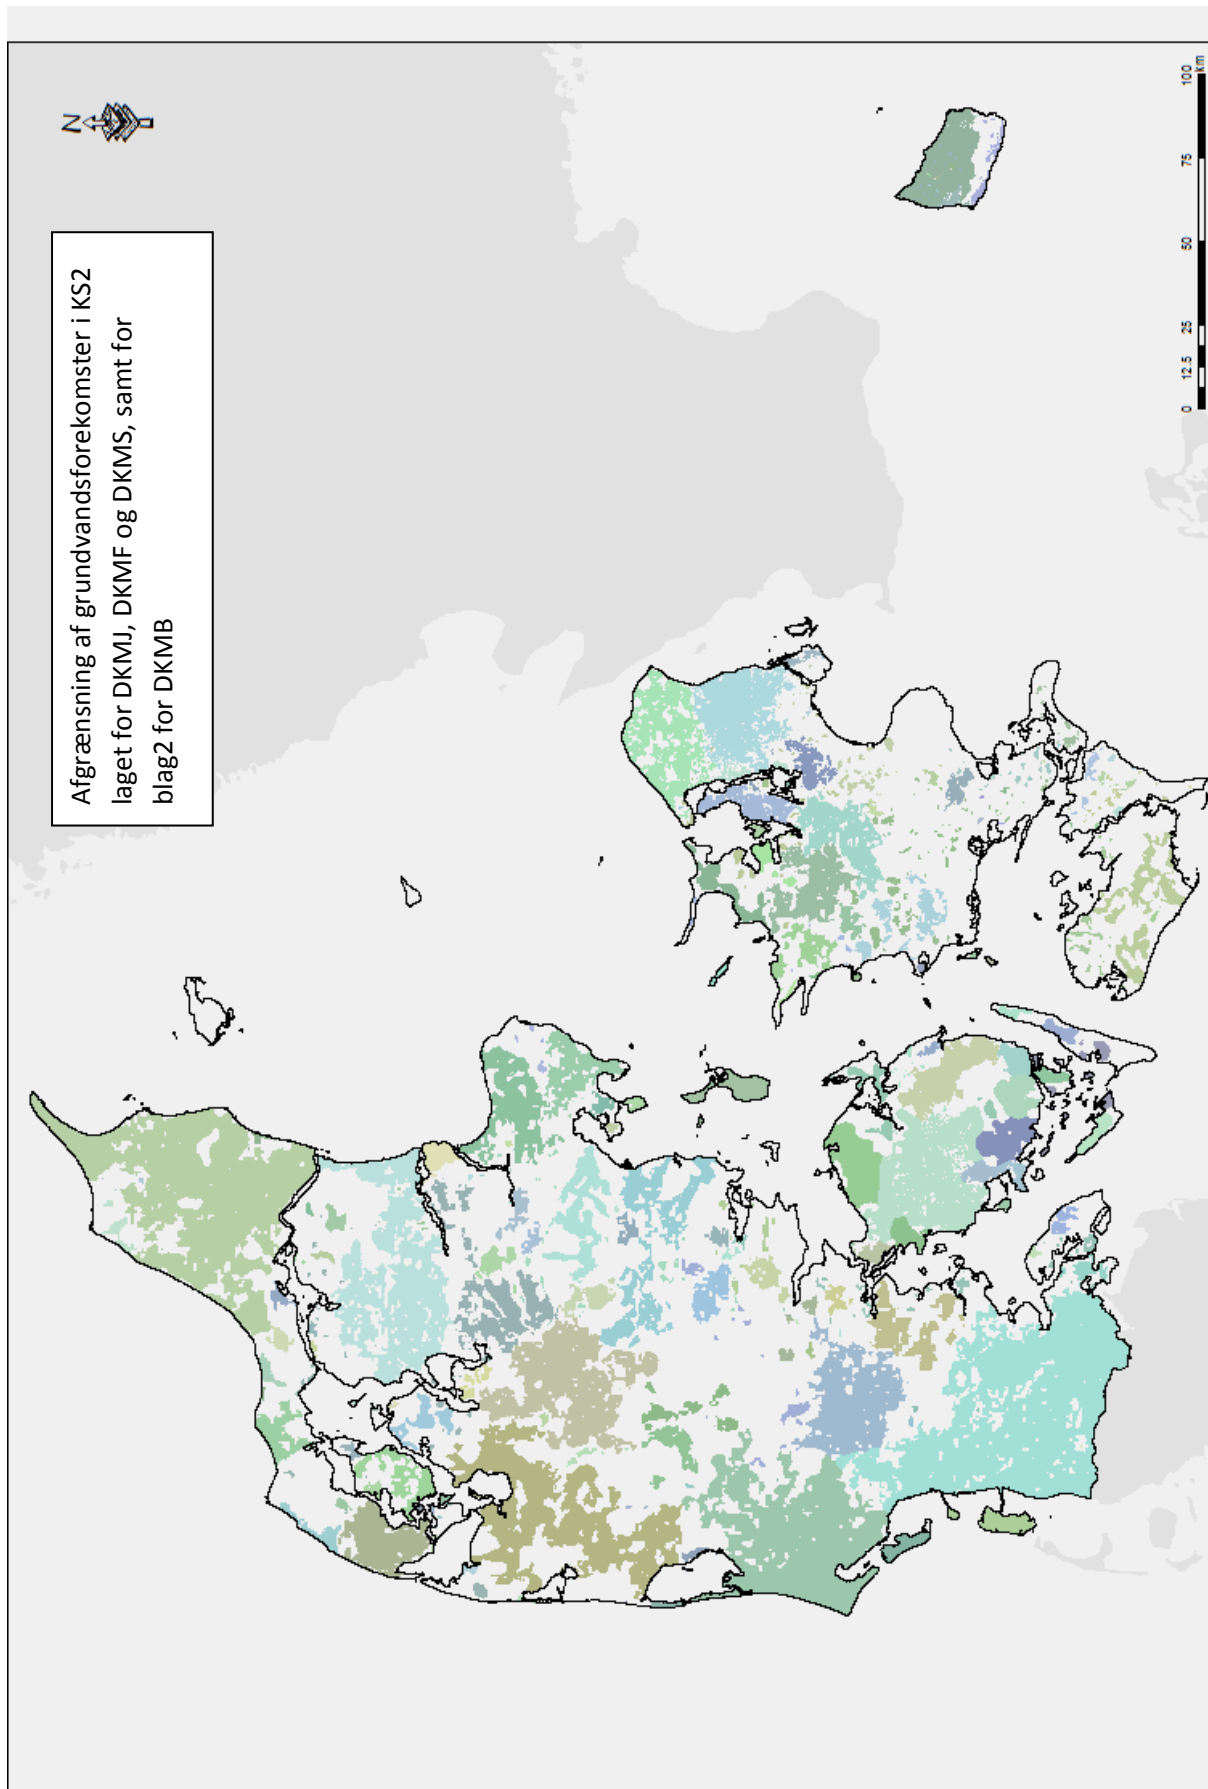 N
Afgrænsning af grundvandsforekomster i KS2
laget for DKMJ, DKMF og DKMS, samt for
blag2 for DKMB
0 12.5 25 50 75 100
km